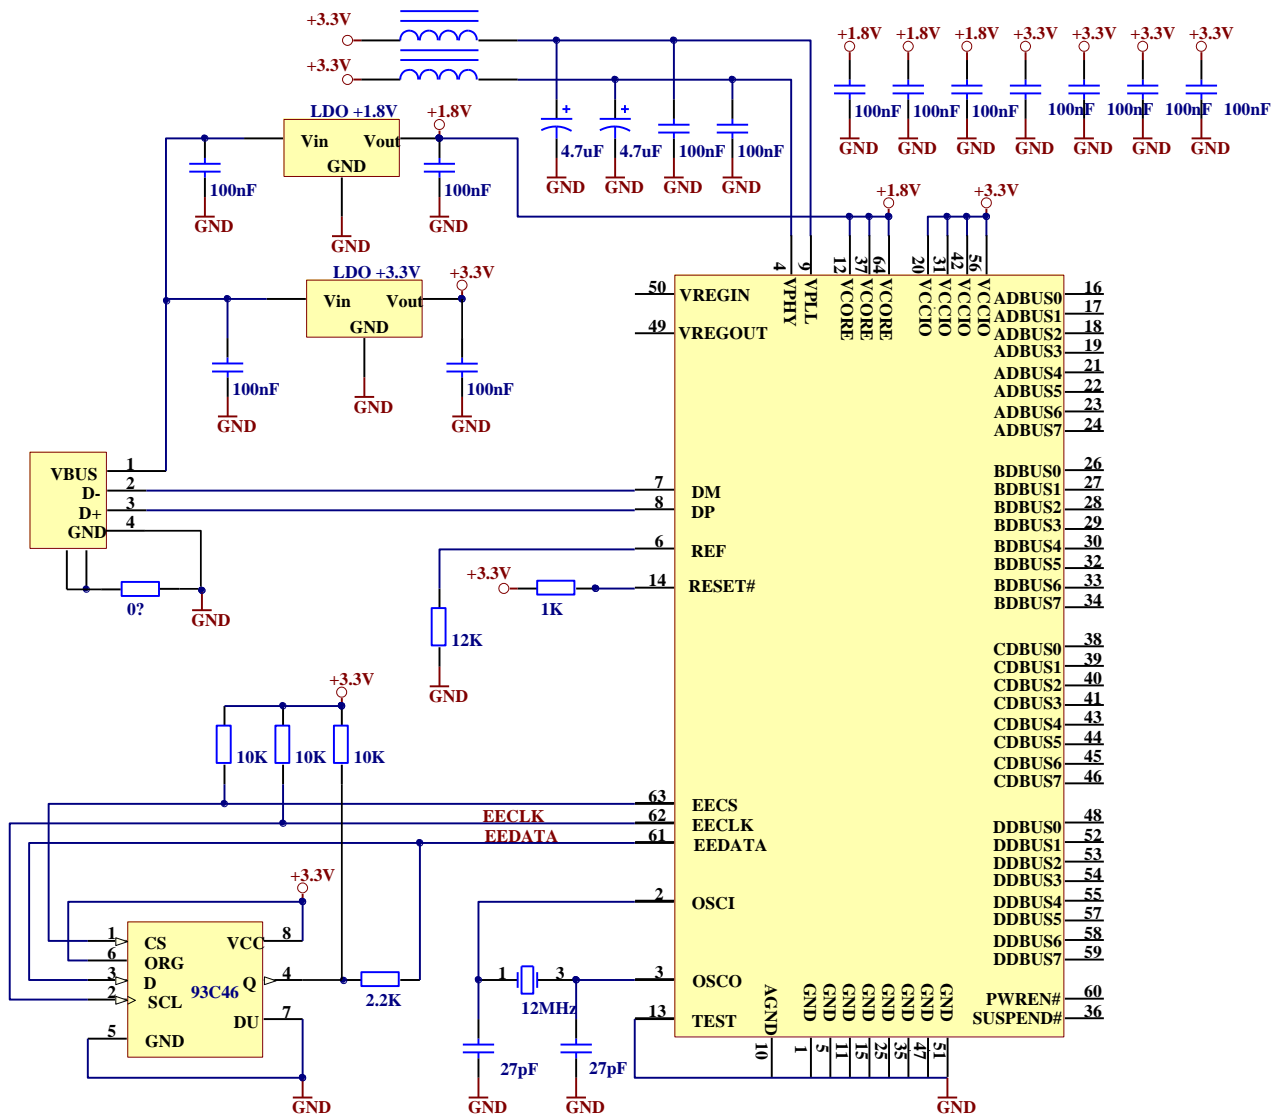 +3.3V
+3.3V
+1.8V +1.8V +1.8V +3.3V +3.3V +3.3V +3.3V
100nF 100nF 100nF 100nF 100nF 100nF 100nF
GND GND GND GND GND GND GND
LDO +1.8V
+1.8V
Vin Vout
GND
100nF
100nF
GND
GND
GND
+ +
4.7uF 4.7uF 100nF 100nF
GND GND GND GND
LDO +3.3V
+3.3V
Vin Vout
GND
100nF
100nF
GND
GND
GND
+1.8V
+3.3V
4 9 12 37 64 20 31 42 56
VPHY VPLL VCORE VCORE VCORE VCCIO VCCIO VCCIO VCCIO
50 VREGIN
49 VREGOUT
ADBUS0 16
ADBUS1 17
ADBUS2 18
ADBUS3 19
ADBUS4 21
ADBUS5 22
ADBUS6 23
ADBUS7 24
VBUS 1
D- 2
D+ 3
GND 4
0?
GND
7 DM
8 DP
6 REF
14 RESET#
+3.3V
1K
12K
GND
BDBUS0 26
BDBUS1 27
BDBUS2 28
BDBUS3 29
BDBUS4 30
BDBUS5 32
BDBUS6 33
BDBUS7 34
CDBUS0 38
CDBUS1 39
CDBUS2 40
CDBUS3 41
CDBUS4 43
CDBUS5 44
CDBUS6 45
CDBUS7 46
+3.3V
10K 10K 10K
63 EECS
EECLK 62 EECLK
EEDATA 61 EEDATA
DDBUS0 48
DDBUS1 52
DDBUS2 53
DDBUS3 54
DDBUS4 55
DDBUS5 57
DDBUS6 58
DDBUS7 59
+3.3V
1 CS VCC 8
6 ORG
3 D Q 4
93C46
2 SCL
DU 7
5 GND
2.2K
GND
2 OSCI
1 3
12MHz
3 OSCO
13 TEST
27pF 27pF
GND GND
PWREN# 60
SUSPEND# 36
AGND GND GND GND GND GND GND GND GND
10 1 5 11 15 25 35 47 51
GND